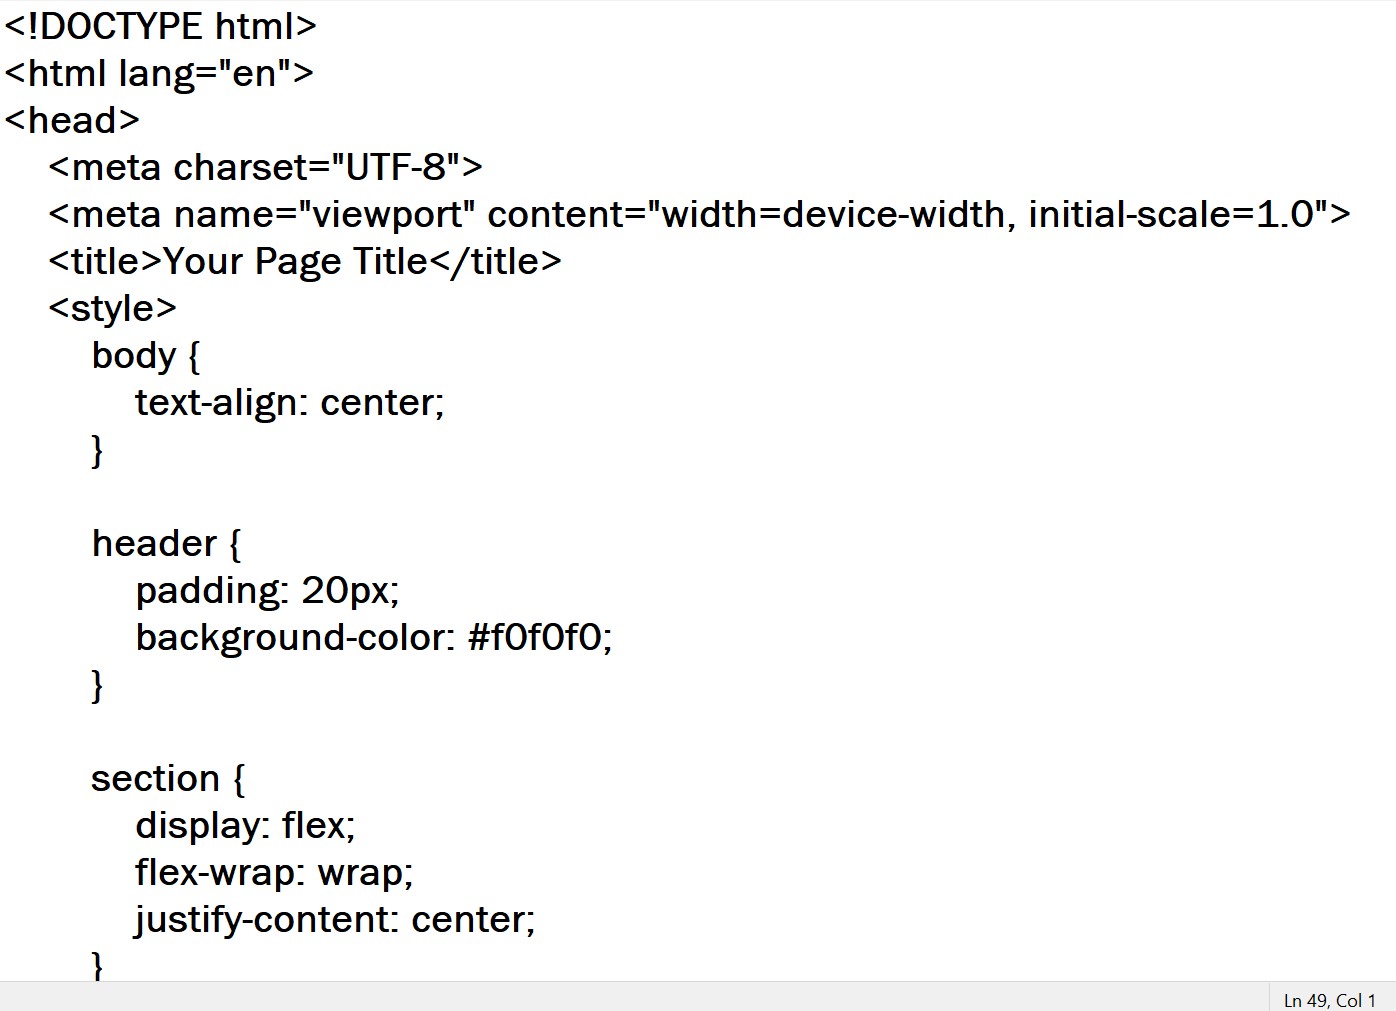 <!DOCTYPE html>
<html lang="en">
<head>
    <meta charset="UTF-8">
    <meta name="viewport" content="width=device-width, initial-scale=1.0">
    <title>Your Page Title</title>
    <style>
        body {
            text-align: center;
        }

        header {
            padding: 20px;
            background-color: #f0f0f0;
        }

        section {
            display: flex;
            flex-wrap: wrap;
            justify-content: center;
        }
Ln 49, Col 1